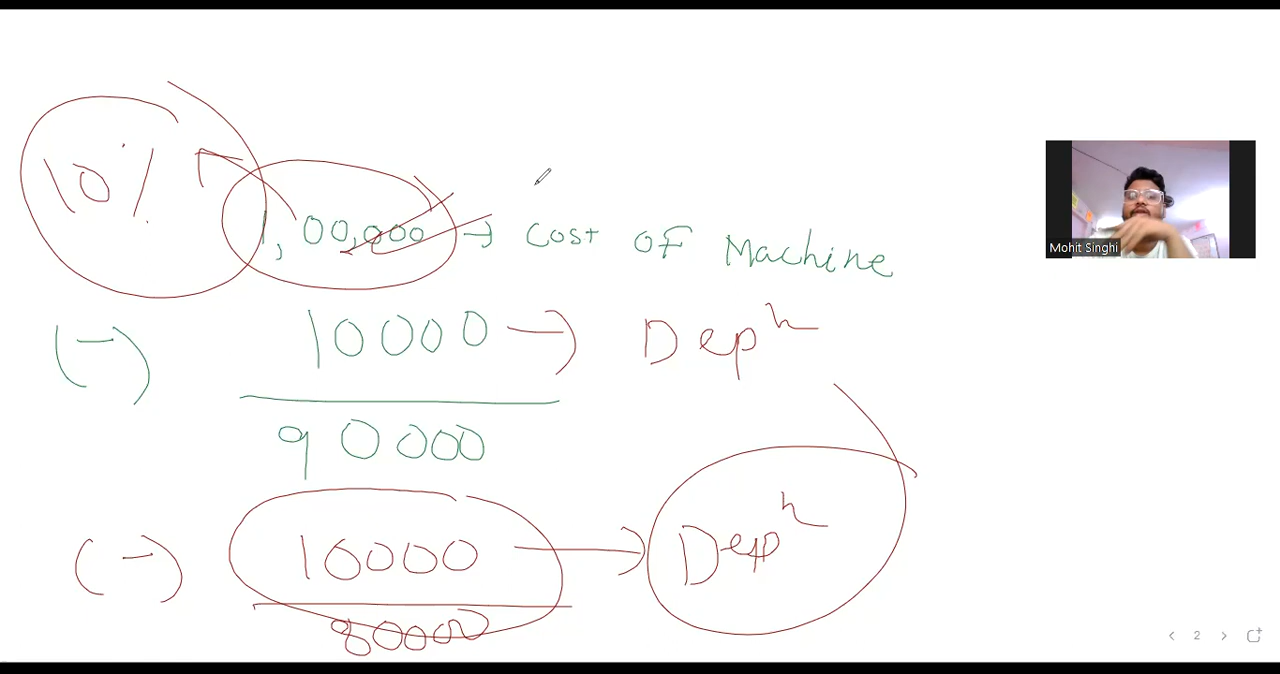 10%
1,00,000 → Cost OF Machine
(-) 10000 → Depⁿ
90000
(-) 10000 → Depⁿ
80000
Mohit Singhi
2